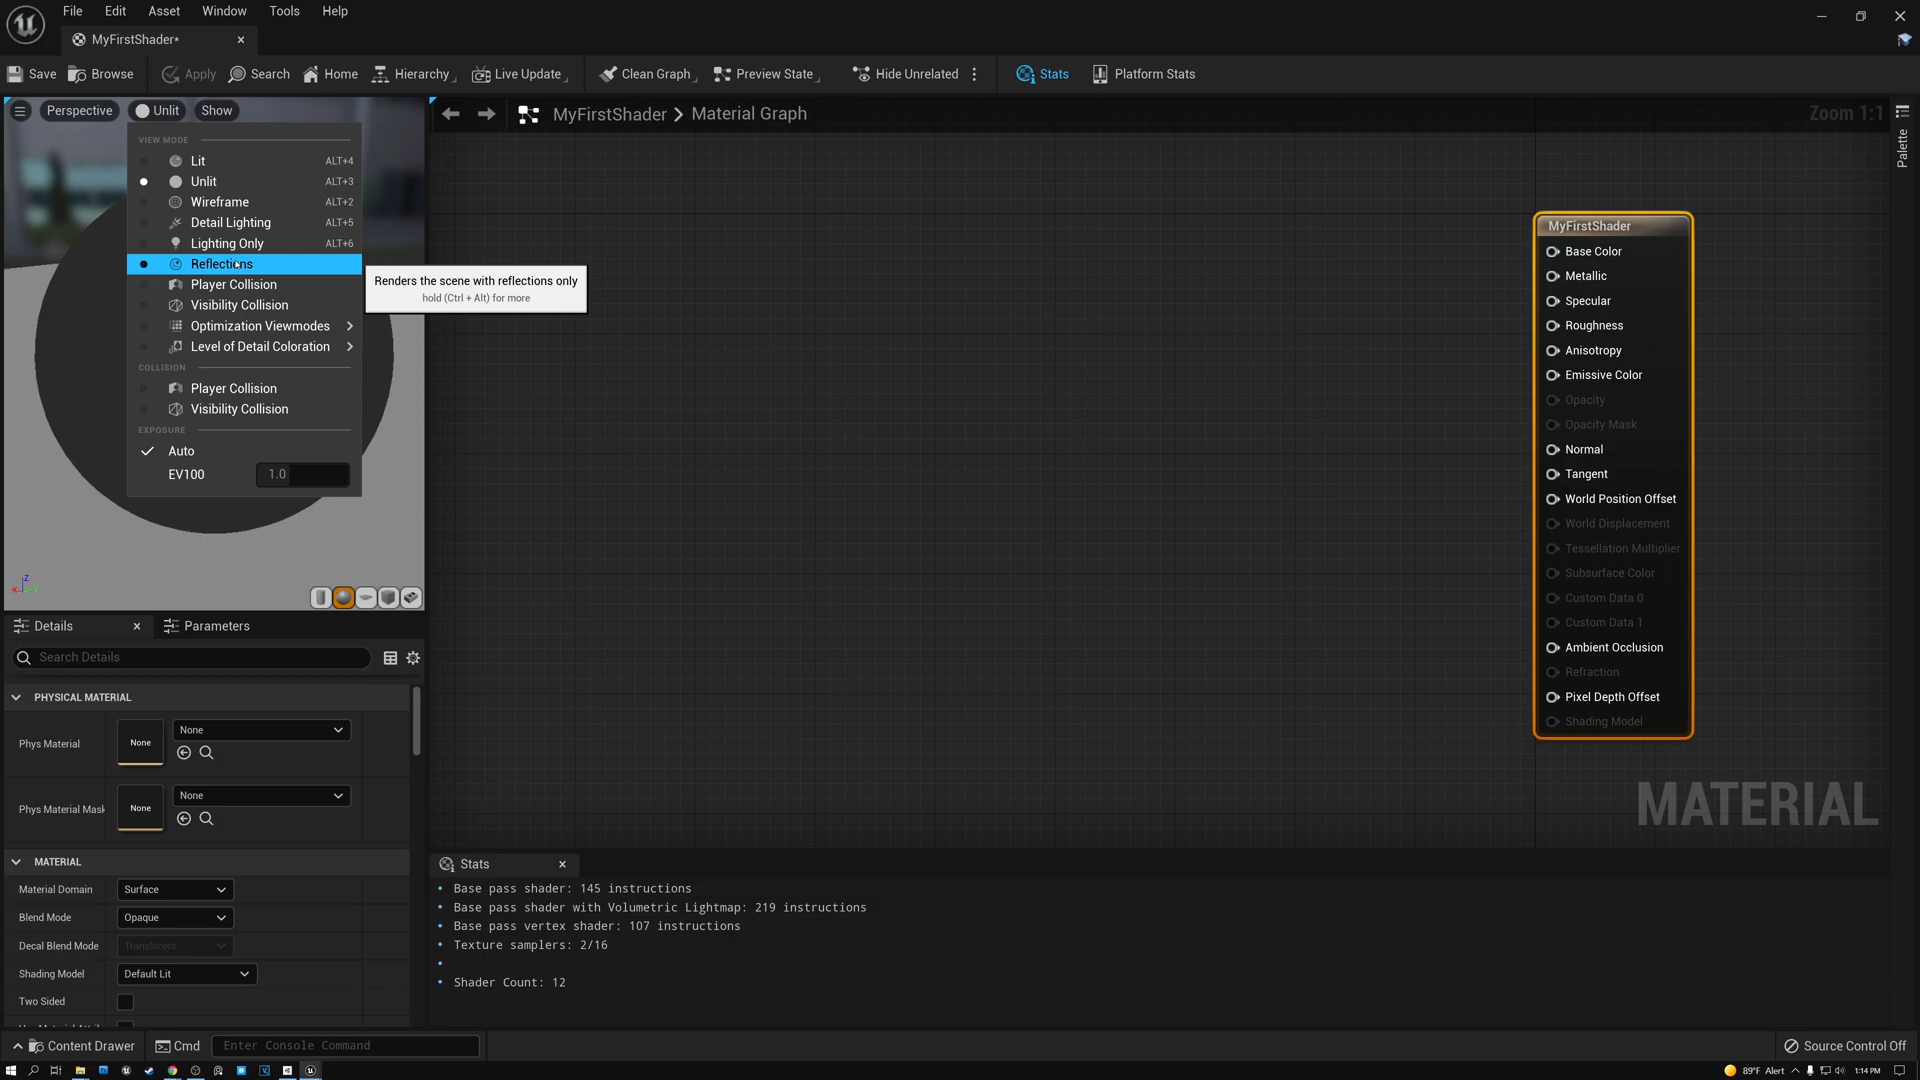 File Edit Asset Window Tools Help
MyFirstShader*
Save Browse Apply Search Home Hierarchy Live Update Clean Graph Preview State Hide Unrelated Stats Platform Stats
Perspective Unlit Show
MyFirstShader Material Graph
Zoom 1:1
Palette
VIEW MODE
Lit ALT+4
Unlit ALT+3
Wireframe ALT+2
Detail Lighting ALT+5
Lighting Only ALT+6
Reflections
Player Collision
Visibility Collision
Optimization Viewmodes
Level of Detail Coloration
COLLISION
Player Collision
Visibility Collision
EXPOSURE
Auto
EV100 1.0
Renders the scene with reflections only
hold (Ctrl + Alt) for more
MyFirstShader
Base Color
Metallic
Specular
Roughness
Anisotropy
Emissive Color
Opacity
Opacity Mask
Normal
Tangent
World Position Offset
World Displacement
Tessellation Multiplier
Subsurface Color
Custom Data 0
Custom Data 1
Ambient Occlusion
Refraction
Pixel Depth Offset
Shading Model
MATERIAL
Z
X
Details Parameters
Search Details
PHYSICAL MATERIAL
Phys Material None None
Phys Material Mask None None
MATERIAL
Material Domain Surface
Blend Mode Opaque
Decal Blend Mode Translucent
Shading Model Default Lit
Two Sided
Stats
Base pass shader: 145 instructions
Base pass shader with Volumetric Lightmap: 219 instructions
Base pass vertex shader: 107 instructions
Texture samplers: 2/16
Shader Count: 12
Content Drawer Cmd Enter Console Command
Source Control Off
89°F Alert 1:14 PM